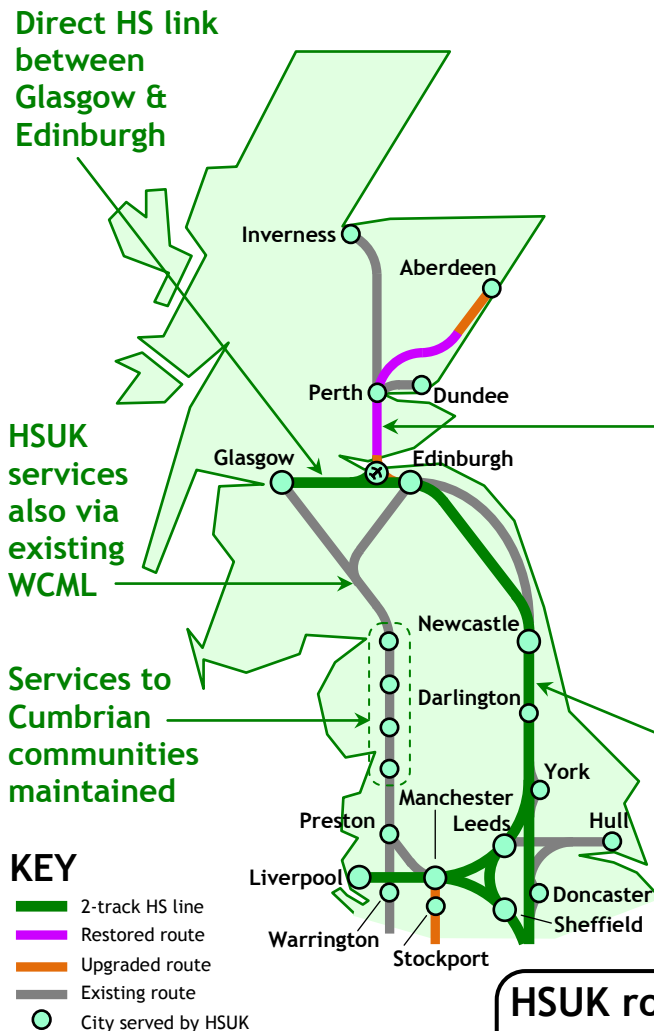 Direct HS link
between
Glasgow &
Edinburgh
Inverness
Aberdeen
Perth
Dundee
HSUK
services
also via
existing
WCML
Glasgow
Edinburgh
Newcastle
Services to
Cumbrian
communities
maintained
Darlington
York
Manchester
Preston
Leeds
Hull
Liverpool
Doncaster
Sheffield
Warrington
Stockport
KEY
2-track HS line
Restored route
Upgraded route
Existing route
City served by HSUK
HSUK ro